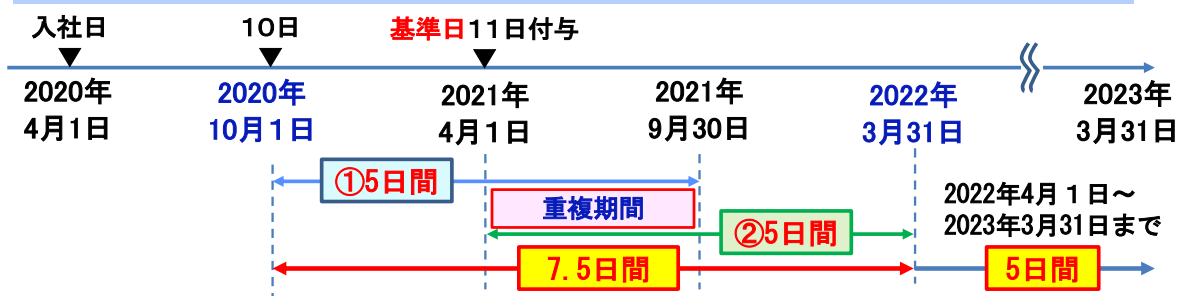 入社日
10日
基準日11日付与
2020年
4月1日
2020年
10月1日
2021年
4月1日
2021年
9月30日
2022年
3月31日
2023年
3月31日
①5日間
重複期間
②5日間
7.5日間
2022年4月1日～
2023年3月31日まで
5日間